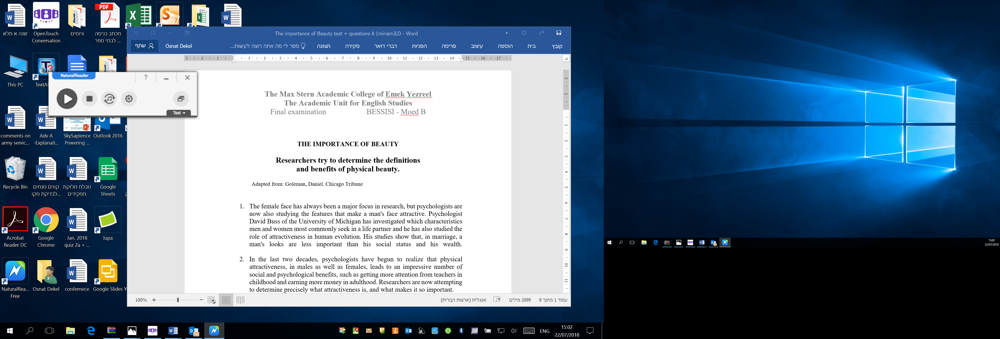 שנה א תלא
OpenTouch
Conversation
גיוסים
PDF
מכתב כניסה
לבתי ספר ...
The importance of Beauty text + questions A (miriam)LD - Word
שתף
Osnat Dekel
ספר לי מה אתה רוצה לעשות...
תצוגה
סקירה
דברי דואר
הפניות
פריסה
עיצוב
הוספה
בית
קובץ
This PC
NaturalReader
Text
The Max Stern Academic College of Emek Yezreel
The Academic Unit for English Studies
Final examination BESSISI - Moed B
THE IMPORTANCE OF BEAUTY
Researchers try to determine the definitions
and benefits of physical beauty.
Adapted from: Goleman, Daniel. Chicago Tribune
1. The female face has always been a major focus in research, but psychologists are
now also studying the features that make a man's face attractive. Psychologist
David Buss of the University of Michigan has investigated which characteristics
men and women most commonly seek in a life partner and he has also studied the
role of attractiveness in human evolution. His studies show that, in marriage, a
man's looks are less important than his social status and his wealth.
2. In the last two decades, psychologists have begun to realize that physical
attractiveness, in males as well as females, leads to an impressive number of
social and psychological benefits, such as getting more attention from teachers in
childhood and earning more money in adulthood. Researchers are now attempting
to determine precisely what attractiveness is, and what makes it so important.
comments on
army servic...
Adv A
-Explanati...
SkySapience
Powering ...
Outlook 2016
Recycle Bin
קווים מנחים
לבדיקת מקו...
טבלת חלוקת
תפקידים
Google
Sheets
Acrobat
Reader DC
Google
Chrome
Jan. 2018
quiz 2a + ...
lupa
NaturalRea...
Free
Osnat Dekel
confernece
Google Slides
100%
אנגלית (ארצות הברית)
2099 מילים
עמוד 1 מתוך 8
ENG
15:02
22/07/2018
15:02
22/07/2018